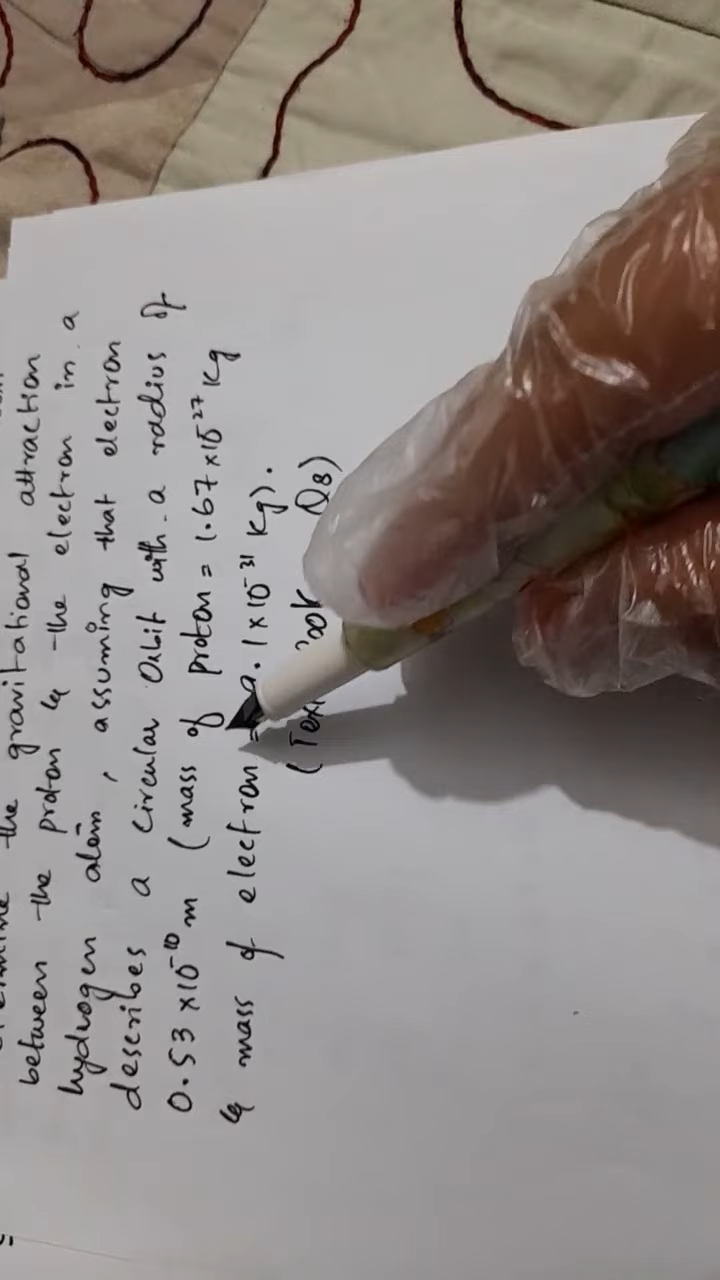 the gravitational attraction
between the proton & the electron in a
hydrogen atom, assuming that electron
describes a circular orbit with a radius of
0.53 x 10⁻¹⁰ m (mass of proton = 1.67 x 10⁻²⁷ Kg
& mass of electron = 9.1 x 10⁻³¹ Kg).
Q8)